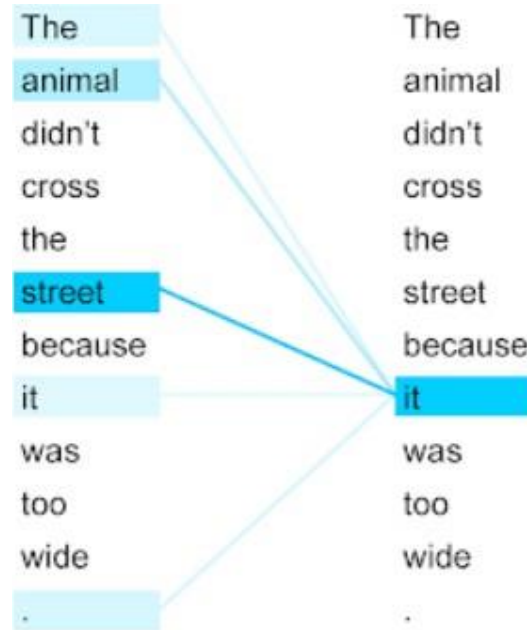 The The
animal animal
didn't didn't
cross cross
the the
street street
because because
it it
was was
too too
wide wide
. .